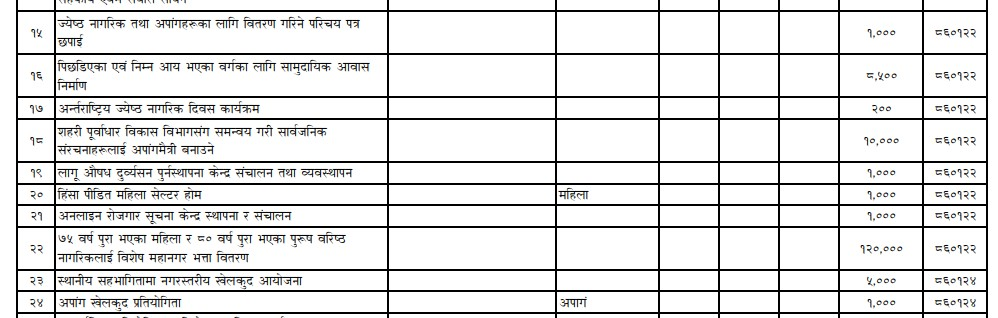 १५ ज्येष्ठ नागरिक तथा अपांगहरूका लागि वितरण गरिने परिचय पत्र १,००० ८६०१२२
छपाई
१६ पिछडिएका एवं निम्न आय भएका वर्गका लागि सामुदायिक आवास ८,५०० ८६०१२२
निर्माण
१७ अर्न्तराष्ट्रिय ज्येष्ठ नागरिक दिवस कार्यक्रम २०० ८६०१२२
१८ शहरी पूर्वाधार विकास विभागसंग समन्वय गरी सार्वजनिक १०,००० ८६०१२२
संरचनाहरूलाई अपांगमैत्री बनाउने
१९ लागू औषध दुर्व्यसन पुर्नस्थापना केन्द्र संचालन तथा व्यवस्थापन १,००० ८६०१२२
२० हिंसा पीडित महिला सेल्टर होम महिला १,००० ८६०१२२
२१ अनलाइन रोजगार सूचना केन्द्र स्थापना र संचालन १,००० ८६०१२२
२२ ७५ वर्ष पुरा भएका महिला र ८० वर्ष पुरा भएका पुरूष वरिष्ठ १२०,००० ८६०१२२
नागरिकलाई विशेष महानगर भत्ता वितरण
२३ स्थानीय सहभागितामा नगरस्तरीय खेलकुद आयोजना ५,००० ८६०१२४
२४ अपांग खेलकुद प्रतियोगिता अपागं १,००० ८६०१२४